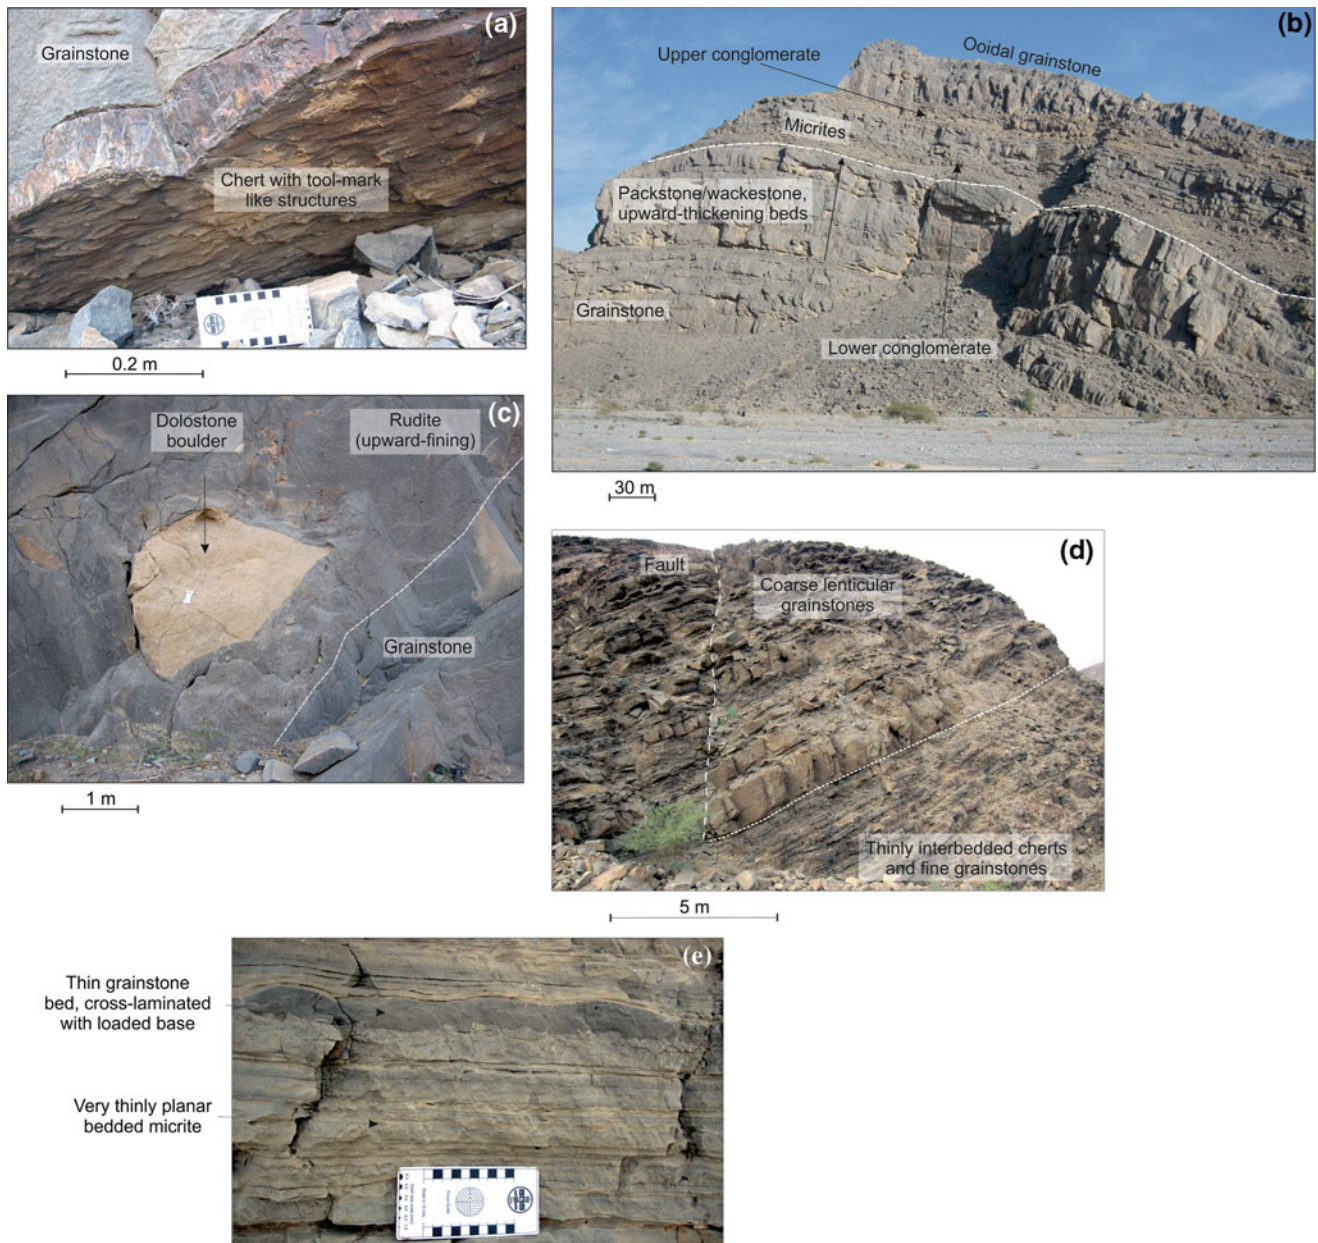 (a)
Grainstone
Chert with tool-mark
like structures
0.2 m
(b)
Ooidal grainstone
Upper conglomerate
Micrites
Packstone/wackestone,
upward-thickening beds
Grainstone
Lower conglomerate
30 m
(c)
Dolostone
boulder
Rudite
(upward-fining)
Grainstone
1 m
(d)
Fault
Coarse lenticular
grainstones
Thinly interbedded cherts
and fine grainstones
5 m
(e)
Thin grainstone
bed, cross-laminated
with loaded base
Very thinly planar
bedded micrite